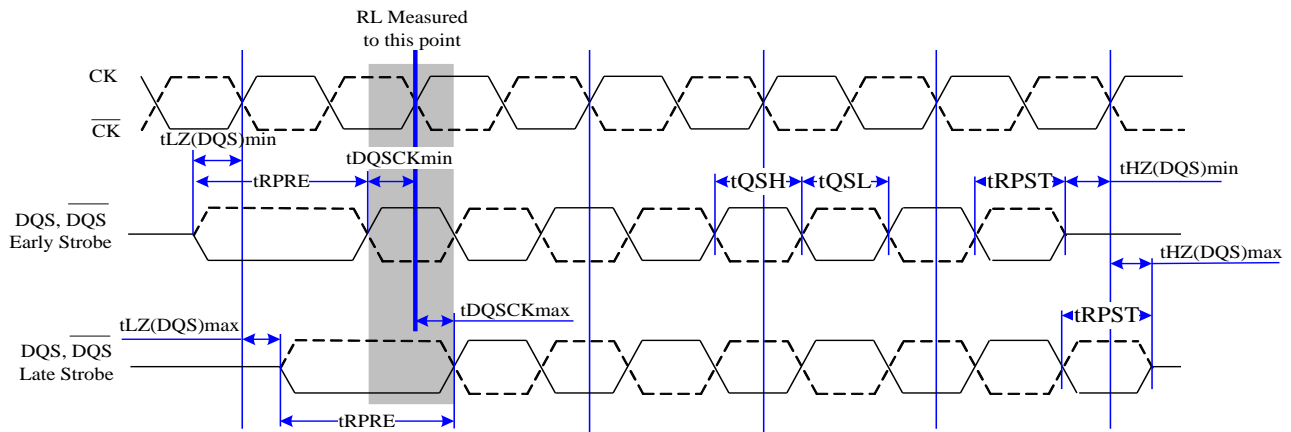 RL Measured
to this point
CK
CK
tLZ(DQS)min
tDQSCKmin
tRPRE
tQSH
tQSL
tRPST
tHZ(DQS)min
DQS, DQS
Early Strobe
tHZ(DQS)max
tDQSCKmax
tLZ(DQS)max
tRPST
DQS, DQS
Late Strobe
tRPRE